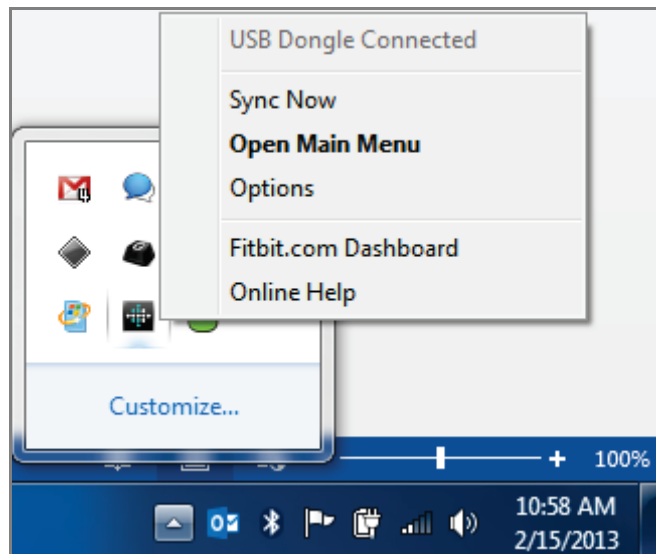 USB Dongle Connected
Sync Now
Open Main Menu
Options
Fitbit.com Dashboard
Online Help
Customize...
100%
10:58 AM
2/15/2013